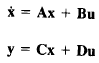 ẋ = Ax + Bu
y = Cx + Du